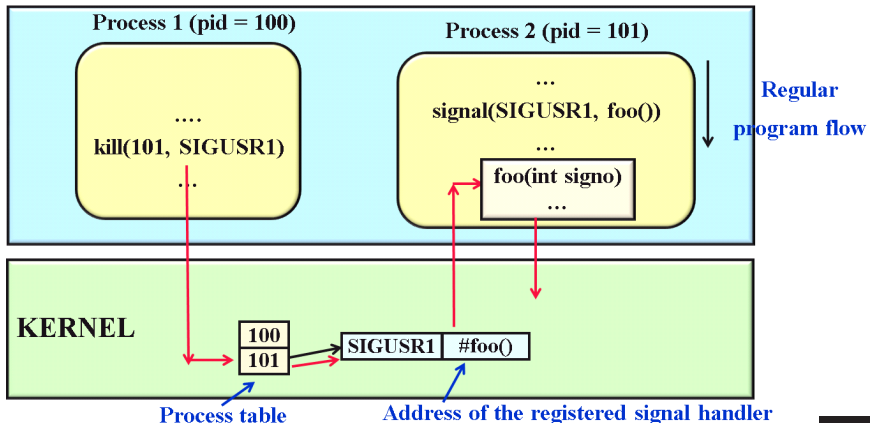 Process 1 (pid = 100)
....
kill(101, SIGUSR1)
...
Process 2 (pid = 101)
...
signal(SIGUSR1, foo())
...
foo(int signo)
...
Regular
program flow
KERNEL
100
101
SIGUSR1 #foo()
Process table
Address of the registered signal handler